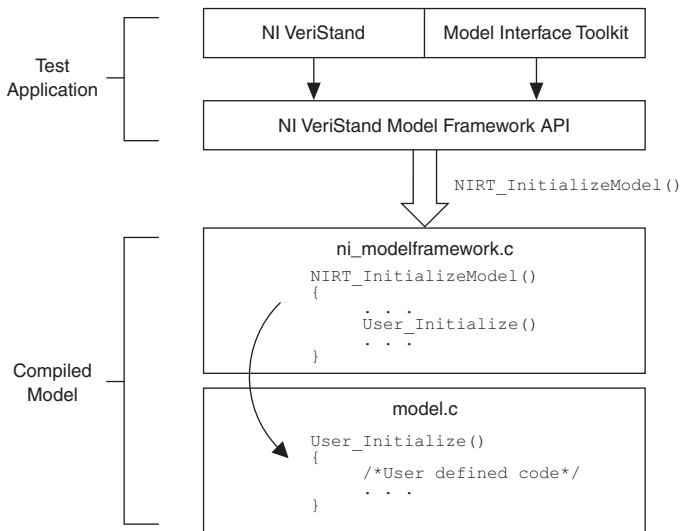 NI VeriStand
Model Interface Toolkit
Test
Application
NI VeriStand Model Framework API
NIRT_InitializeModel()
ni_modelframework.c
NIRT_InitializeModel()
{
. . .
User_Initialize()
. . .
}
Compiled
Model
model.c
User_Initialize()
{
/*User defined code*/
. . .
}